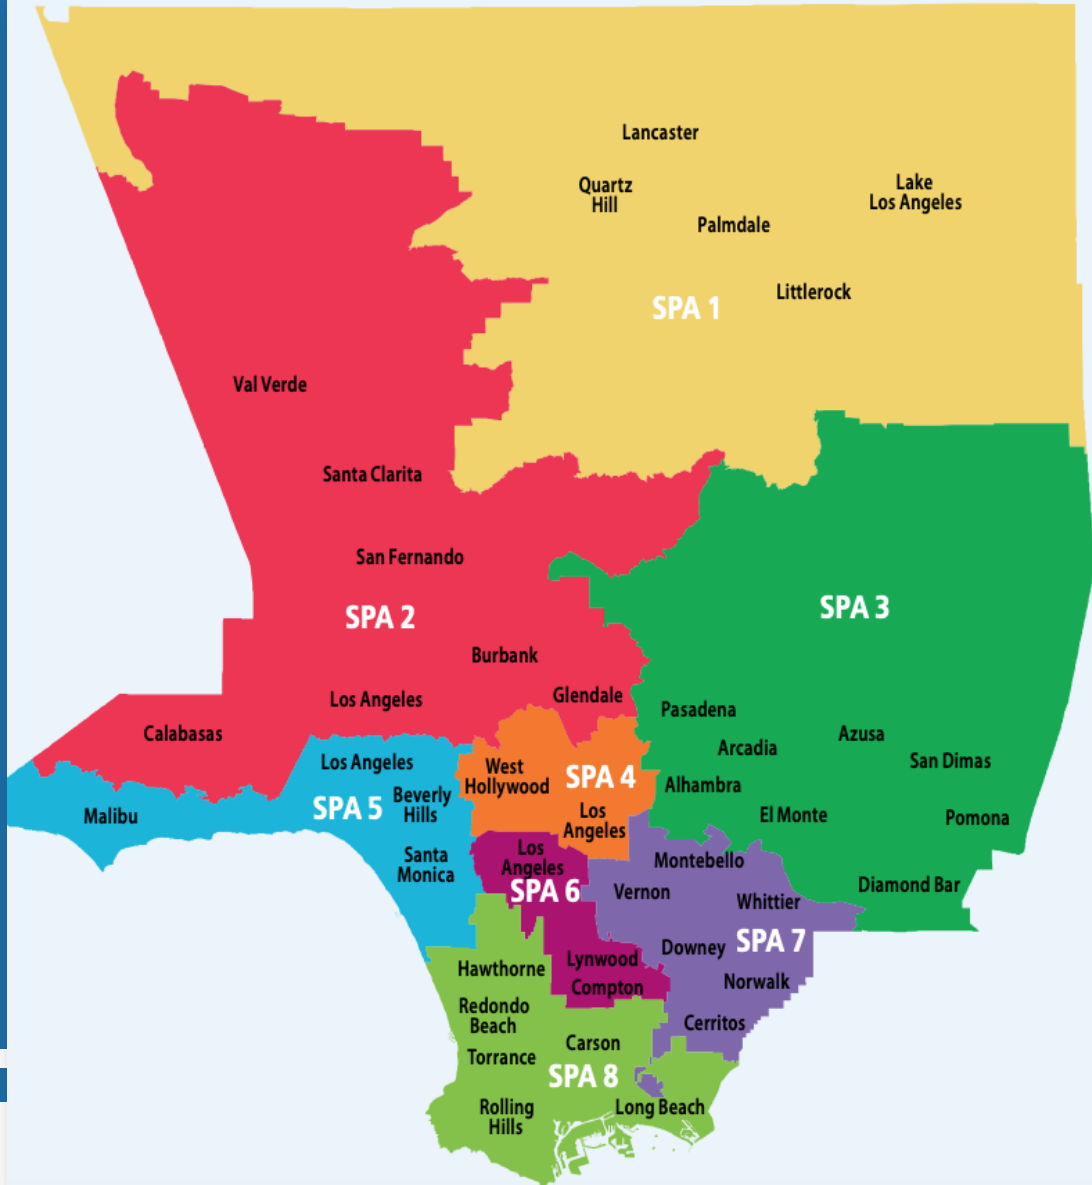 Lancaster
Quartz
Hill
Lake
Los Angeles
Palmdale
Littlerock
SPA 1
Val Verde
Santa Clarita
San Fernando
SPA 2
Burbank
Los Angeles
Glendale
Calabasas
SPA 3
Pasadena
Arcadia
Azusa
San Dimas
Alhambra
El Monte
Pomona
Diamond Bar
West
Hollywood
SPA 4
Los
Angeles
Los Angeles
SPA 5
Beverly
Hills
Malibu
Santa
Monica
Los
Angeles
SPA 6
Lynwood
Compton
Montebello
Vernon
Whittier
Downey
SPA 7
Norwalk
Cerritos
Hawthorne
Redondo
Beach
Torrance
Carson
SPA 8
Rolling
Hills
Long Beach